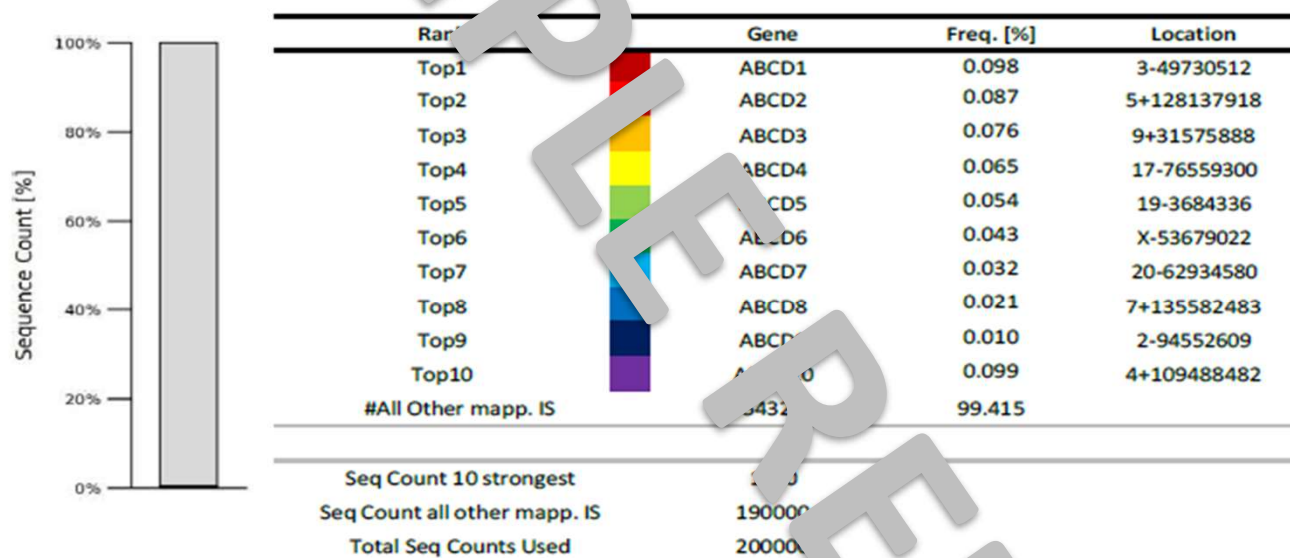 Sequence Count [%]
100%
80%
60%
40%
20%
0%
Gene Freq. [%] Location
Top1 ABCD1 0.098 3-49730512
Top2 ABCD2 0.087 5+128137918
Top3 ABCD3 0.076 9+31575888
Top4 0.065 17-76559300
Top5 0.054 19-3684336
Top6 0.043 X-53679022
Top7 ABCD7 0.032 20-62934580
Top8 ABCD8 0.021 7+135582483
Top9 0.010 2-94552609
Top10 0.099 4+109488482
#All Other mapp. IS 99.415
Seq Count 10 strongest
Seq Count all other mapp. IS
Total Seq Counts Used